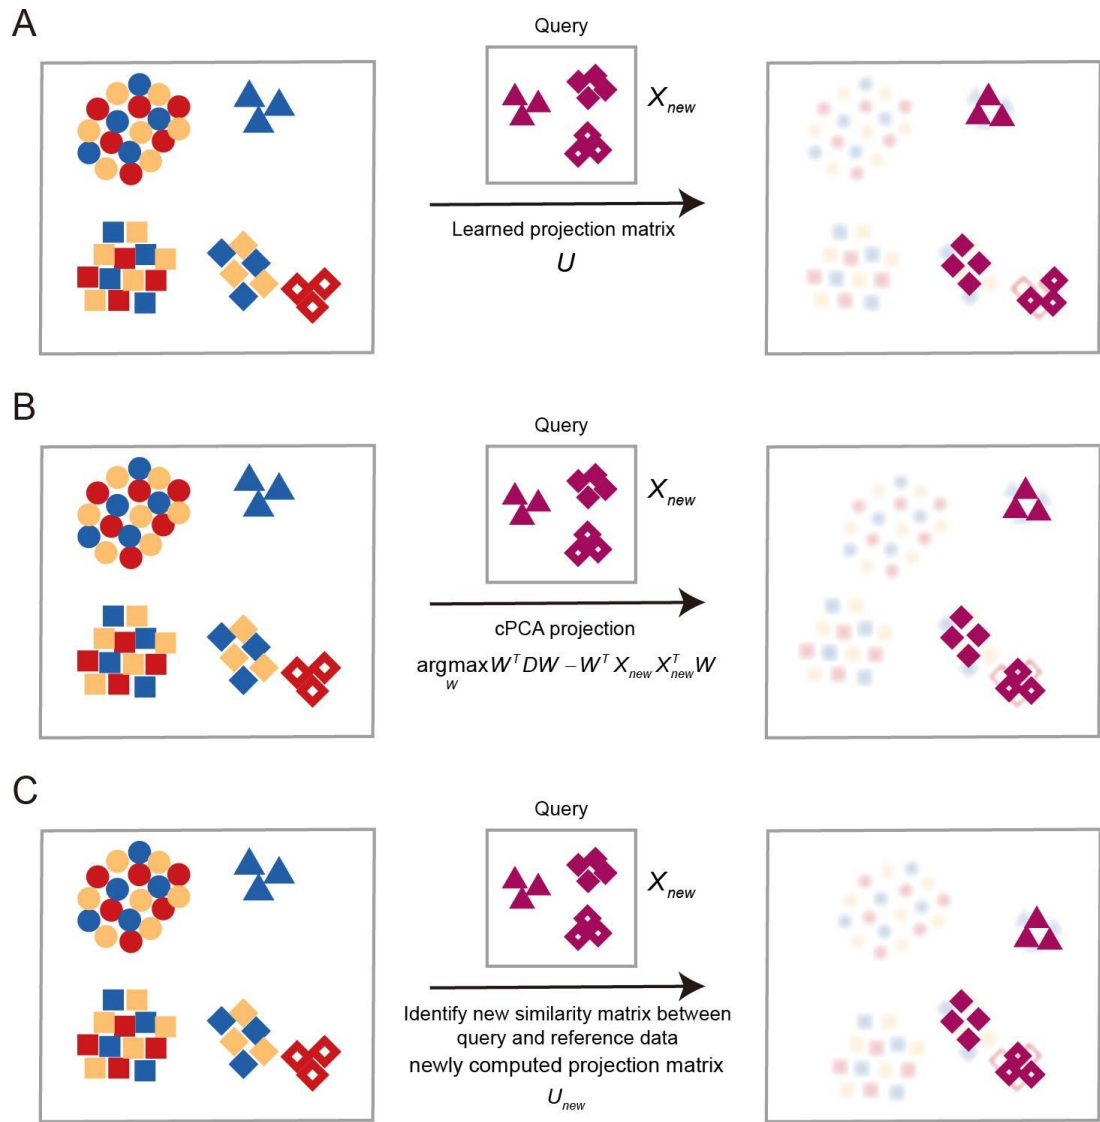 A
Query
X_new
Learned projection matrix
U
B
Query
X_new
cPCA projection
argmax W^T DW – W^T X_new X_new^T W
W
C
Query
X_new
Identify new similarity matrix between
query and reference data
newly computed projection matrix
U_new